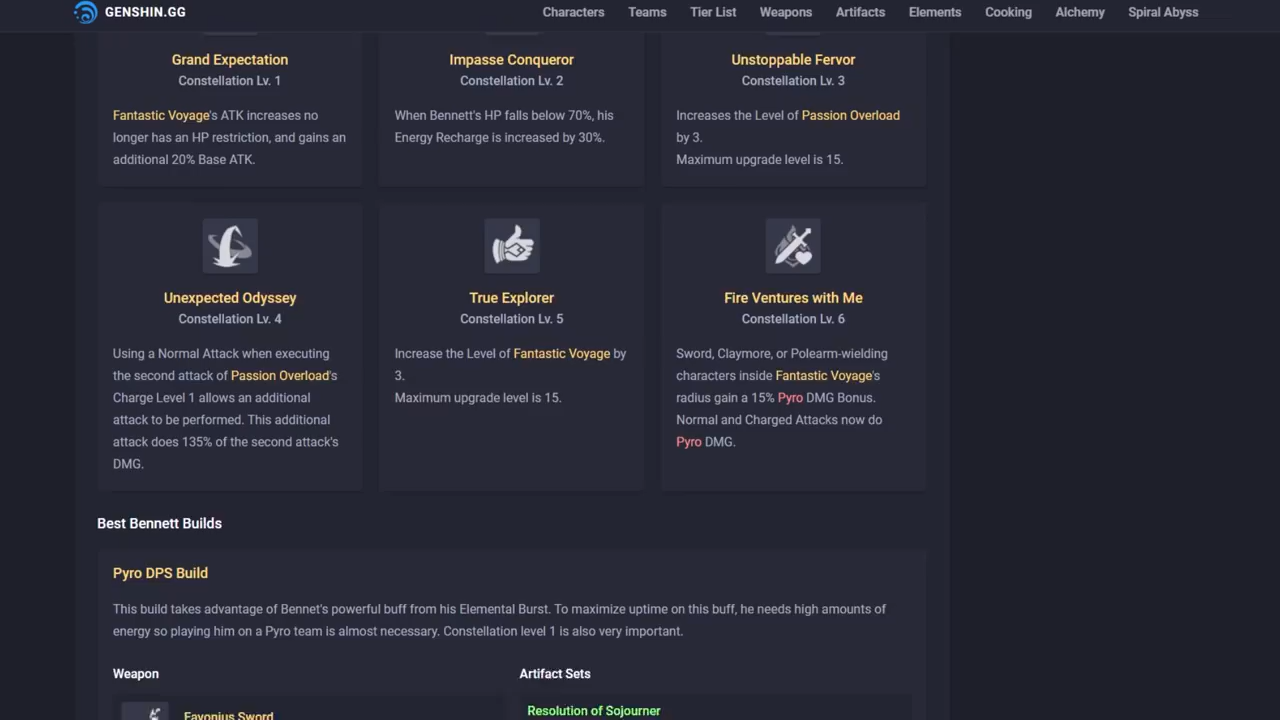 GENSHIN.GG
Characters Teams Tier List Weapons Artifacts Elements Cooking Alchemy Spiral Abyss
Grand Expectation
Constellation Lv. 1
Fantastic Voyage's ATK increases no
longer has an HP restriction, and gains an
additional 20% Base ATK.
Impasse Conqueror
Constellation Lv. 2
When Bennett's HP falls below 70%, his
Energy Recharge is increased by 30%.
Unstoppable Fervor
Constellation Lv. 3
Increases the Level of Passion Overload
by 3.
Maximum upgrade level is 15.
Unexpected Odyssey
Constellation Lv. 4
Using a Normal Attack when executing
the second attack of Passion Overload's
Charge Level 1 allows an additional
attack to be performed. This additional
attack does 135% of the second attack's
DMG.
True Explorer
Constellation Lv. 5
Increase the Level of Fantastic Voyage by
3.
Maximum upgrade level is 15.
Fire Ventures with Me
Constellation Lv. 6
Sword, Claymore, or Polearm-wielding
characters inside Fantastic Voyage's
radius gain a 15% Pyro DMG Bonus.
Normal and Charged Attacks now do
Pyro DMG.
Best Bennett Builds
Pyro DPS Build
This build takes advantage of Bennet's powerful buff from his Elemental Burst. To maximize uptime on this buff, he needs high amounts of
energy so playing him on a Pyro team is almost necessary. Constellation level 1 is also very important.
Weapon
Favonius Sword
Artifact Sets
Resolution of Sojourner